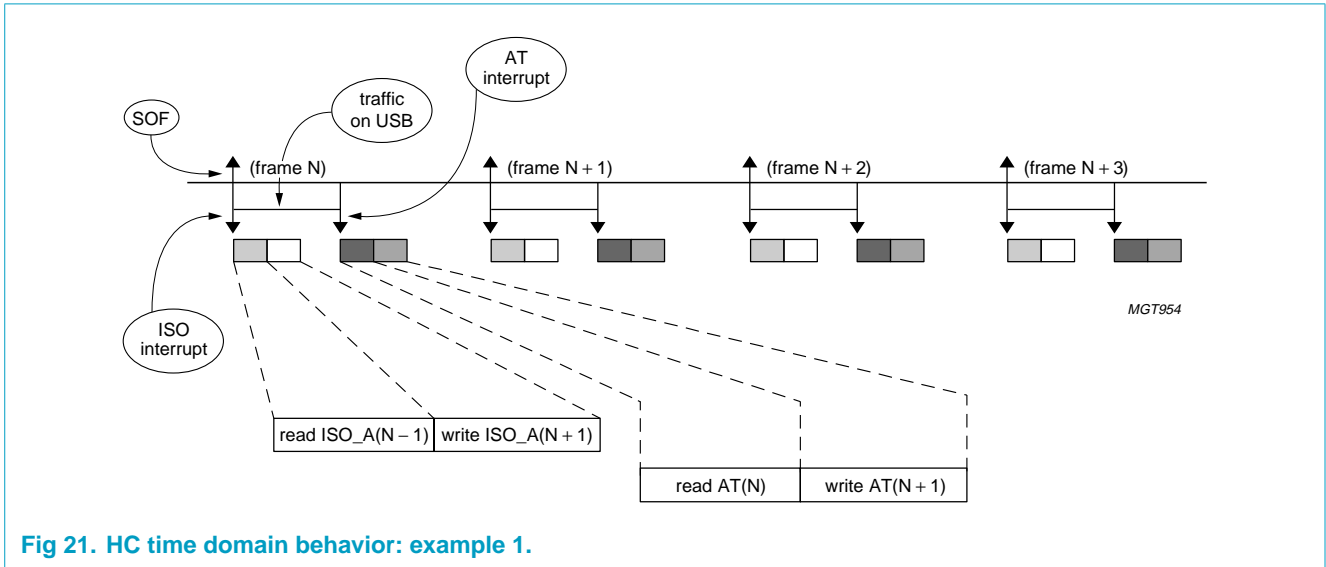 AT
interrupt
traffic
on USB
SOF
(frame N)
(frame N + 1)
(frame N + 2)
(frame N + 3)
MGT954
ISO
interrupt
read ISO_A(N − 1)
write ISO_A(N + 1)
read AT(N)
write AT(N + 1)
Fig 21. HC time domain behavior: example 1.